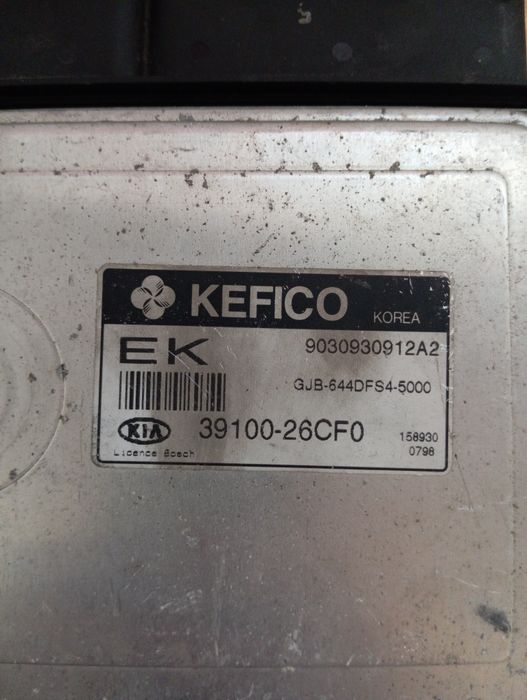 KEFICO KOREA
EK 9030930912A2
GJB-644DFS4-5000
KIA 39100-26CF0 158930
Licence Bosch 0798